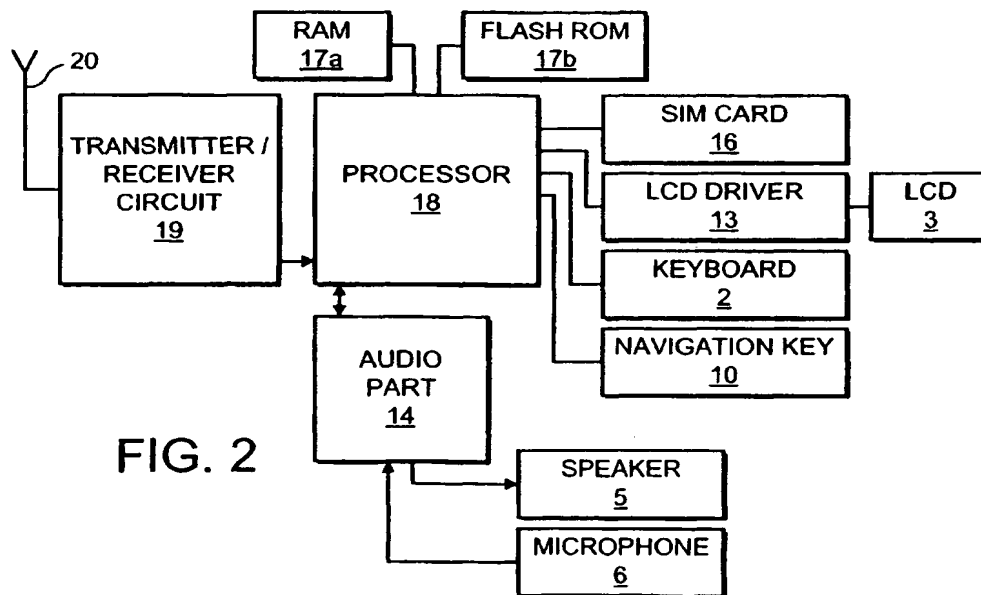 RAM
17a
FLASH ROM
17b
20
TRANSMITTER /
RECEIVER
CIRCUIT
19
PROCESSOR
18
SIM CARD
16
LCD DRIVER
13
LCD
3
KEYBOARD
2
NAVIGATION KEY
10
AUDIO
PART
14
FIG. 2
SPEAKER
5
MICROPHONE
6